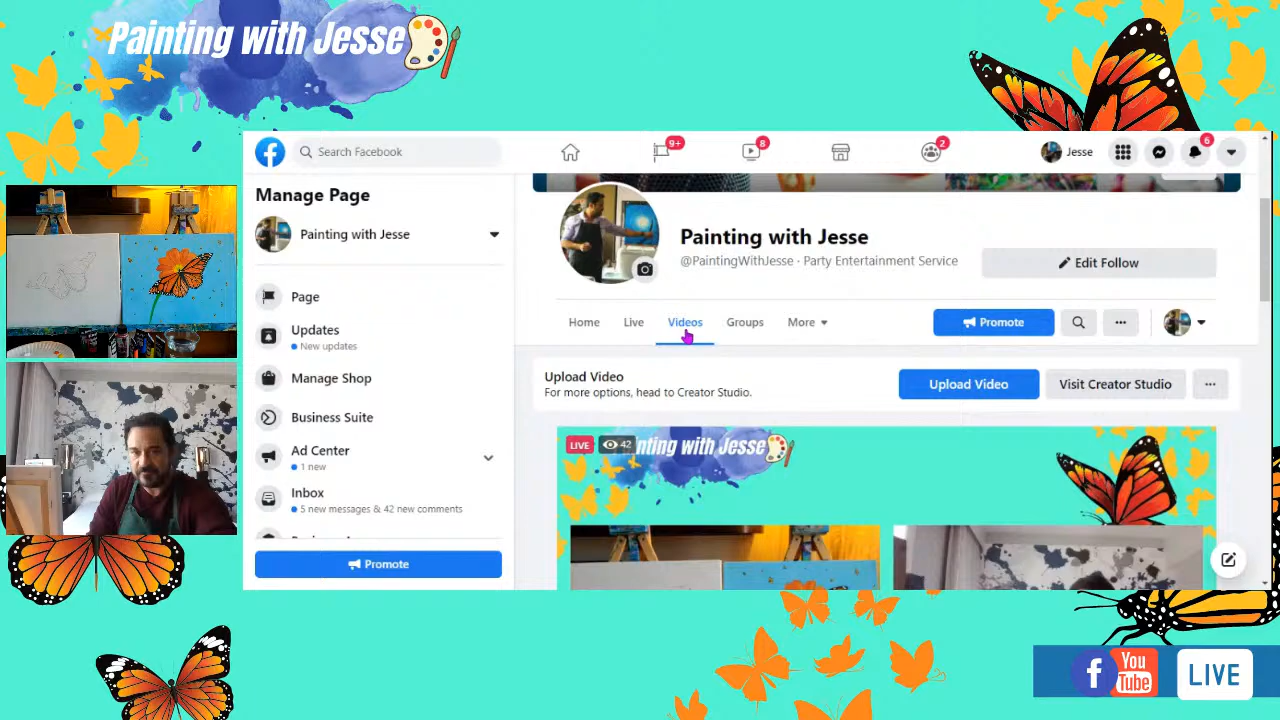 Painting with Jesse
Search Facebook
9+
8
2
Jesse
6
Manage Page
Painting with Jesse
Page
Updates
New updates
Manage Shop
Business Suite
Ad Center
1 new
Inbox
5 new messages & 42 new comments
Promote
Painting with Jesse
@PaintingWithJesse · Party Entertainment Service
Edit Follow
Home Live Videos Groups More
Promote
Upload Video
For more options, head to Creator Studio.
Upload Video
Visit Creator Studio
LIVE 42
nting with Jesse
f
You
Tube
LIVE